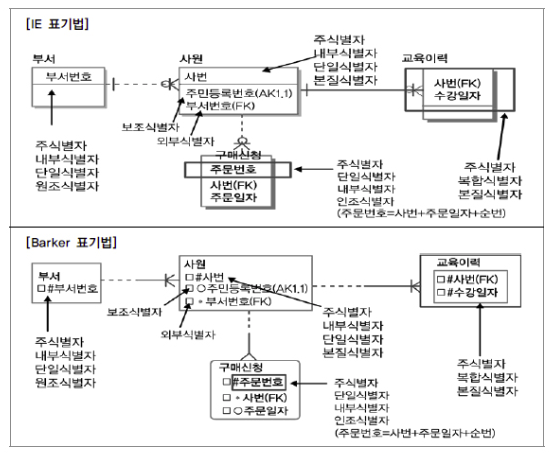 [IE 표기법]
부서
부서번호
주식별자
내부식별자
단일식별자
원조식별자
사원
사번
주민등록번호(AK1,1)
부서번호(FK)
보조식별자
외부식별자
주식별자
내부식별자
단일식별자
본질식별자
교육이력
사번(FK)
수강일자
주식별자
복합식별자
본질식별자
구매신청
주문번호
사번(FK)
주문일자
주식별자
단일식별자
내부식별자
인조식별자
(주문번호=사번+주문일자+순번)
[Barker 표기법]
부서
□#부서번호
주식별자
내부식별자
단일식별자
원조식별자
사원
□#사번
□○주민등록번호(AK1,1)
□*부서번호(FK)
보조식별자
외부식별자
주식별자
내부식별자
단일식별자
본질식별자
교육이력
□#사번(FK)
□#수강일자
주식별자
복합식별자
본질식별자
구매신청
□#주문번호
□*사번(FK)
□○주문일자
주식별자
단일식별자
내부식별자
인조식별자
(주문번호=사번+주문일자+순번)